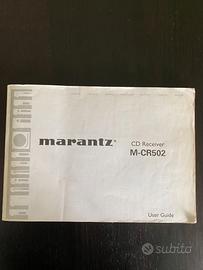 marantz®
CD Receiver
M-CR502
User Guide
subito